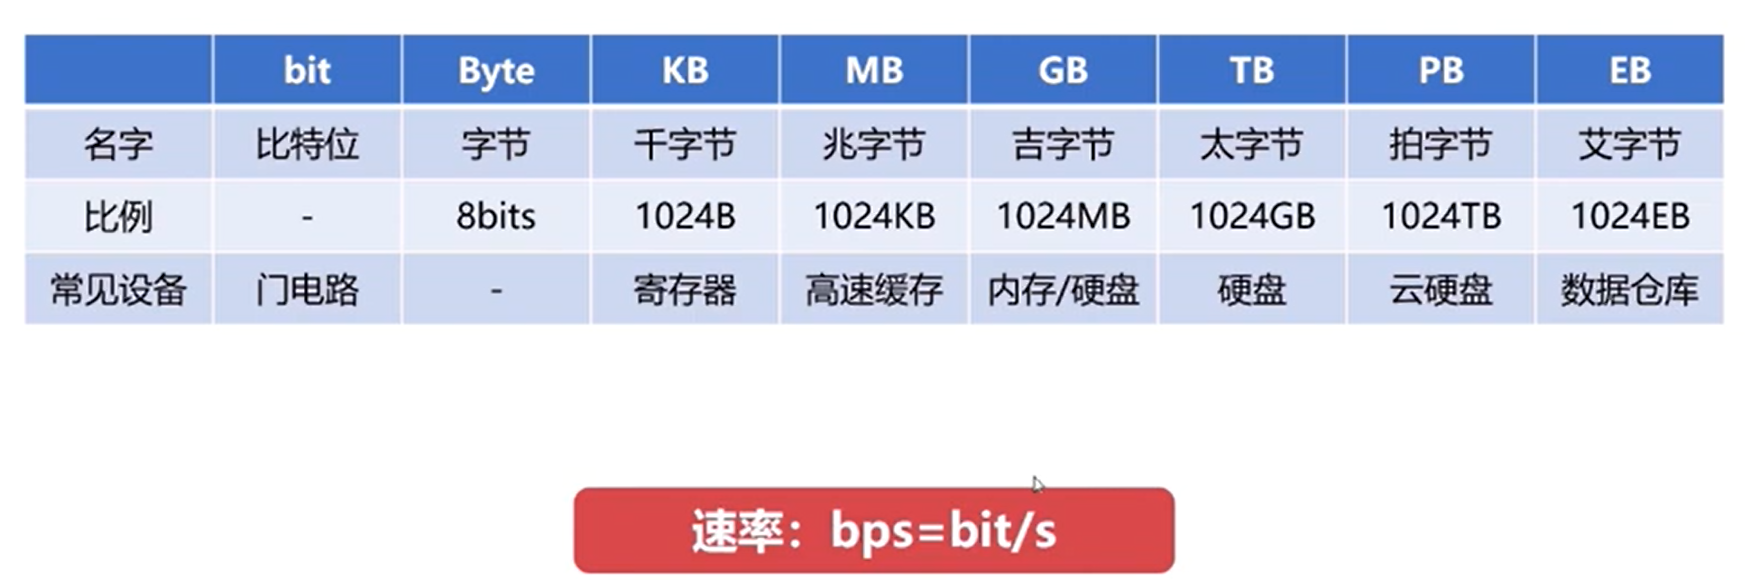 bit Byte KB MB GB TB PB EB
名字 比特位 字节 千字节 兆字节 吉字节 太字节 拍字节 艾字节
比例 - 8bits 1024B 1024KB 1024MB 1024GB 1024TB 1024EB
常见设备 门电路 - 寄存器 高速缓存 内存/硬盘 硬盘 云硬盘 数据仓库
速率：bps=bit/s